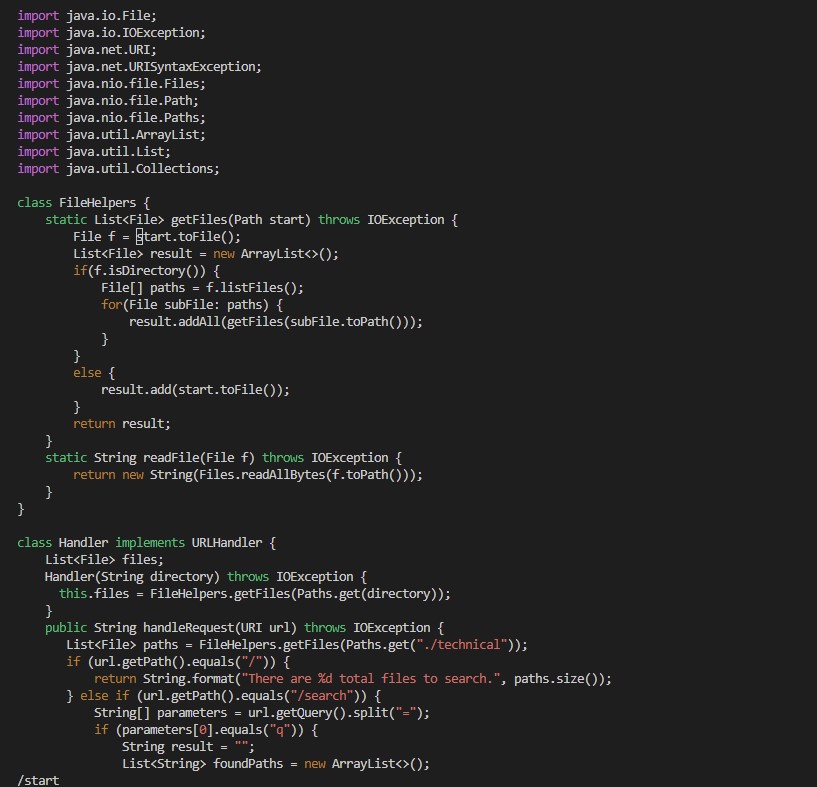 import java.io.File;
import java.io.IOException;
import java.net.URI;
import java.net.URISyntaxException;
import java.nio.file.Files;
import java.nio.file.Path;
import java.nio.file.Paths;
import java.util.ArrayList;
import java.util.List;
import java.util.Collections;

class FileHelpers {
    static List<File> getFiles(Path start) throws IOException {
        File f = start.toFile();
        List<File> result = new ArrayList<>();
        if(f.isDirectory()) {
            File[] paths = f.listFiles();
            for(File subFile: paths) {
                result.addAll(getFiles(subFile.toPath()));
            }
        }
        else {
            result.add(start.toFile());
        }
        return result;
    }
    static String readFile(File f) throws IOException {
        return new String(Files.readAllBytes(f.toPath()));
    }
}

class Handler implements URLHandler {
    List<File> files;
    Handler(String directory) throws IOException {
      this.files = FileHelpers.getFiles(Paths.get(directory));
    }
    public String handleRequest(URI url) throws IOException {
       List<File> paths = FileHelpers.getFiles(Paths.get("./technical"));
       if (url.getPath().equals("/")) {
           return String.format("There are %d total files to search.", paths.size());
       } else if (url.getPath().equals("/search")) {
           String[] parameters = url.getQuery().split("=");
           if (parameters[0].equals("q")) {
               String result = "";
               List<String> foundPaths = new ArrayList<>();
/start